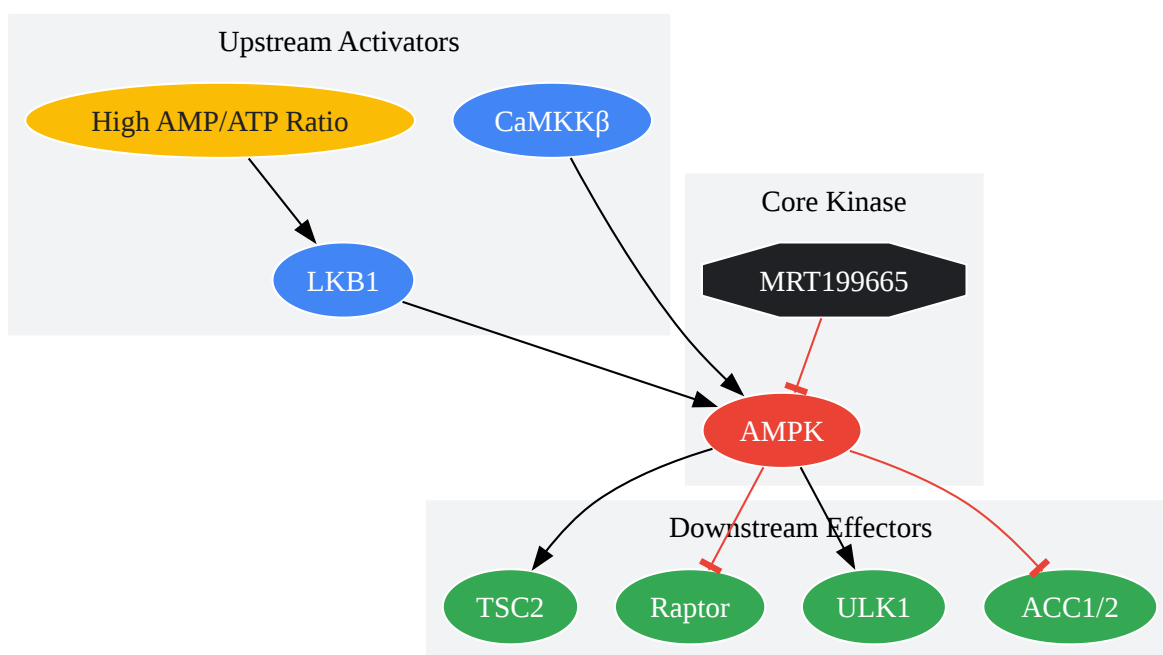 Upstream Activators
High AMP/ATP Ratio
CaMKKβ
Core Kinase
LKB1
MRT199665
AMPK
Downstream Effectors
TSC2
Raptor
ULK1
ACC1/2